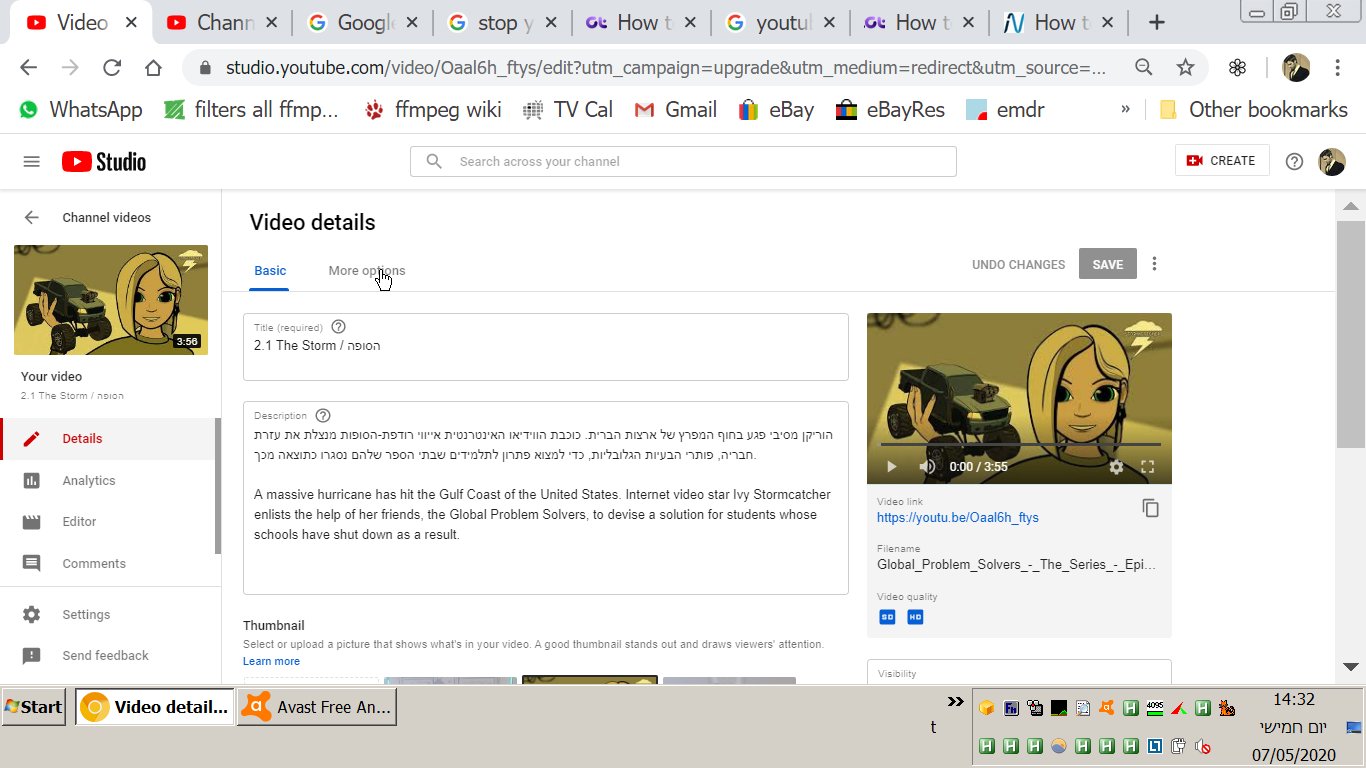 Video
Chann
Google
stop y
How to
youtu
How to
How to
studio.youtube.com/video/Oaal6h_ftys/edit?utm_campaign=upgrade&utm_medium=redirect&utm_source=...
WhatsApp
filters all ffmp...
ffmpeg wiki
TV Cal
Gmail
eBay
eBayRes
emdr
»
Other bookmarks
Studio
Search across your channel
CREATE
Channel videos
Video details
Basic
More options
UNDO CHANGES
SAVE
3:56
Your video
2.1 The Storm / הסופה
Details
Analytics
Editor
Comments
Settings
Send feedback
Title (required)
2.1 The Storm / הסופה
Description
הוריקן מסיבי פגע בחוף המפרץ של ארצות הברית. כוכבת הווידיאו האינטרנטית אייווי רודפת-הסופות מנצלת את עזרת
חבריה, פותרי הבעיות הגלובליות, כדי למצוא פתרון לתלמידים שבתי הספר שלהם נסגרו כתוצאה מכך.
A massive hurricane has hit the Gulf Coast of the United States. Internet video star Ivy Stormcatcher
enlists the help of her friends, the Global Problem Solvers, to devise a solution for students whose
schools have shut down as a result.
Thumbnail
Select or upload a picture that shows what's in your video. A good thumbnail stands out and draws viewers' attention.
Learn more
0:00 / 3:55
Video link
https://youtu.be/Oaal6h_ftys
Filename
Global_Problem_Solvers_-_The_Series_-_Epi...
Video quality
SD
HD
Visibility
Start
Video detail...
Avast Free An...
»
t
4095
14:32
יום חמישי
07/05/2020